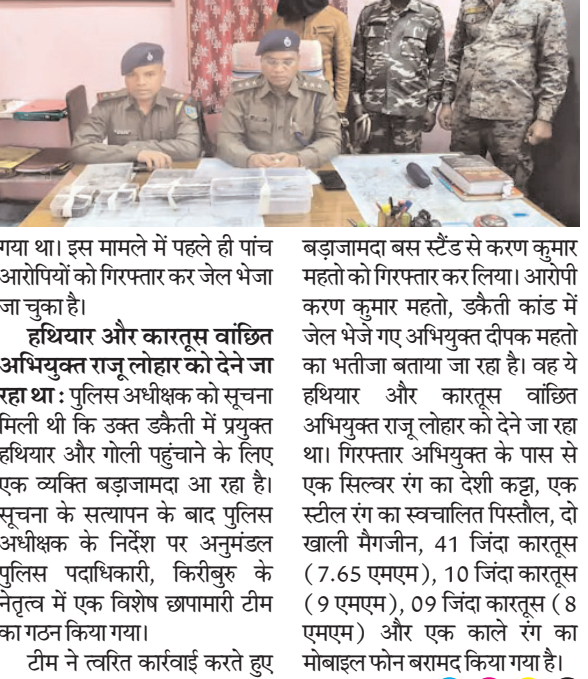 गया था। इस मामले में पहले ही पांच
आरोपियों को गिरफ्तार कर जेल भेजा
जा चुका है।
हथियार और कारतूस वांछित
अभियुक्त राजू लोहार को देने जा
रहा था : पुलिस अधीक्षक को सूचना
मिली थी कि उक्त डकैती में प्रयुक्त
हथियार और गोली पहुंचाने के लिए
एक व्यक्ति बड़ाजामदा आ रहा है।
सूचना के सत्यापन के बाद पुलिस
अधीक्षक के निर्देश पर अनुमंडल
पुलिस पदाधिकारी, किरीबुरु के
नेतृत्व में एक विशेष छापामारी टीम
का गठन किया गया।
टीम ने त्वरित कार्रवाई करते हुए
बड़ाजामदा बस स्टैंड से करण कुमार
महतो को गिरफ्तार कर लिया। आरोपी
करण कुमार महतो, डकैती कांड में
जेल भेजे गए अभियुक्त दीपक महतो
का भतीजा बताया जा रहा है। वह ये
हथियार और कारतूस वांछित
अभियुक्त राजू लोहार को देने जा रहा
था। गिरफ्तार अभियुक्त के पास से
एक सिल्वर रंग का देशी कट्टा, एक
स्टील रंग का स्वचालित पिस्तौल, दो
खाली मैगजीन, 41 जिंदा कारतूस
(7.65 एमएम), 10 जिंदा कारतूस
(9 एमएम), 09 जिंदा कारतूस (8
एमएम) और एक काले रंग का
मोबाइल फोन बरामद किया गया है।